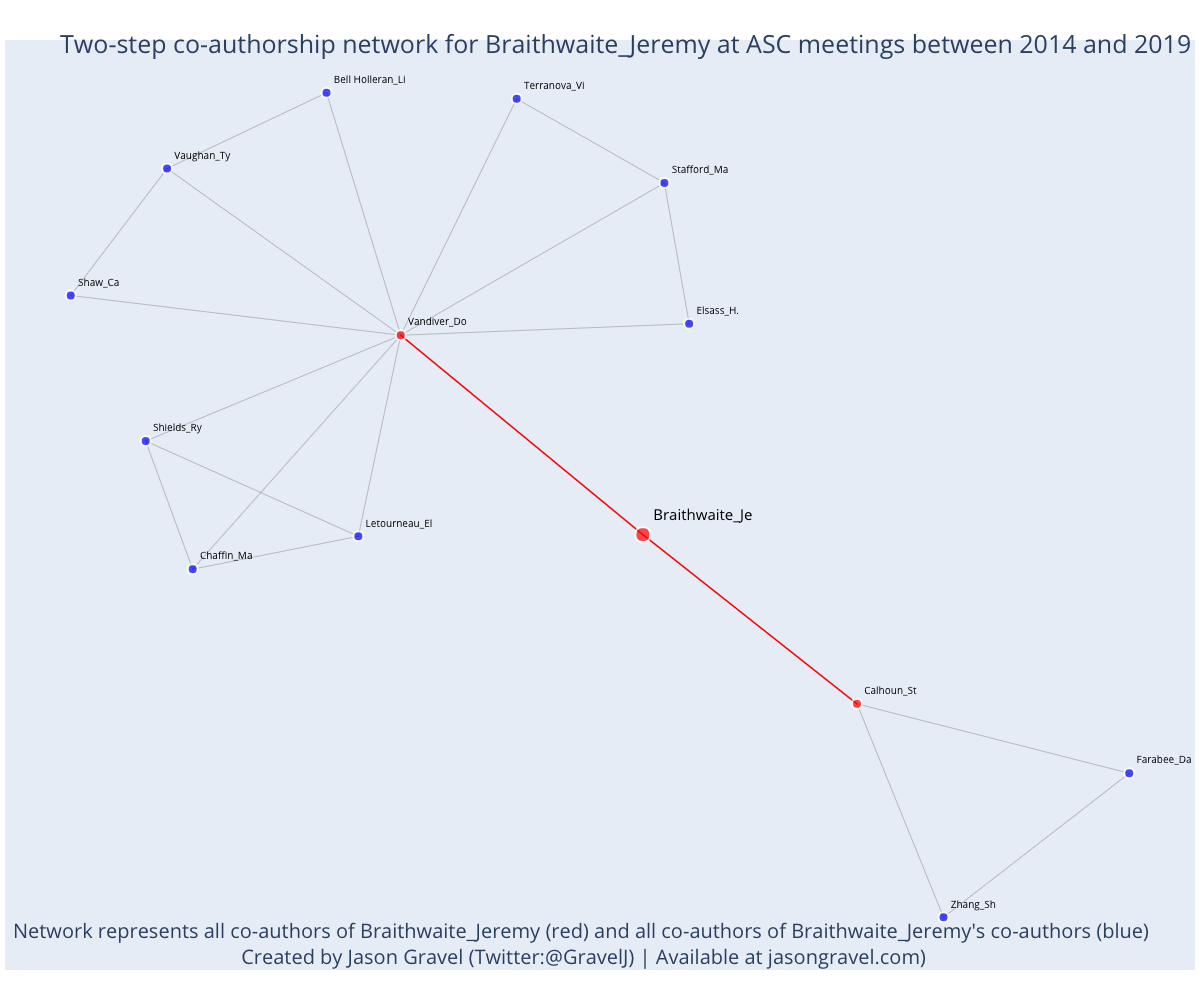 Two-step co-authorship network for Braithwaite_Jeremy at ASC meetings between 2014 and 2019
Bell Holleran_Li
Terranova_Vi
Vaughan_Ty
Stafford_Ma
Shaw_Ca
Elsass_H.
Vandiver_Do
Shields_Ry
Braithwaite_Je
Letourneau_El
Chaffin_Ma
Calhoun_St
Farabee_Da
Zhang_Sh
Network represents all co-authors of Braithwaite_Jeremy (red) and all co-authors of Braithwaite_Jeremy's co-authors (blue)
Created by Jason Gravel (Twitter:@GravelJ) | Available at jasongravel.com)